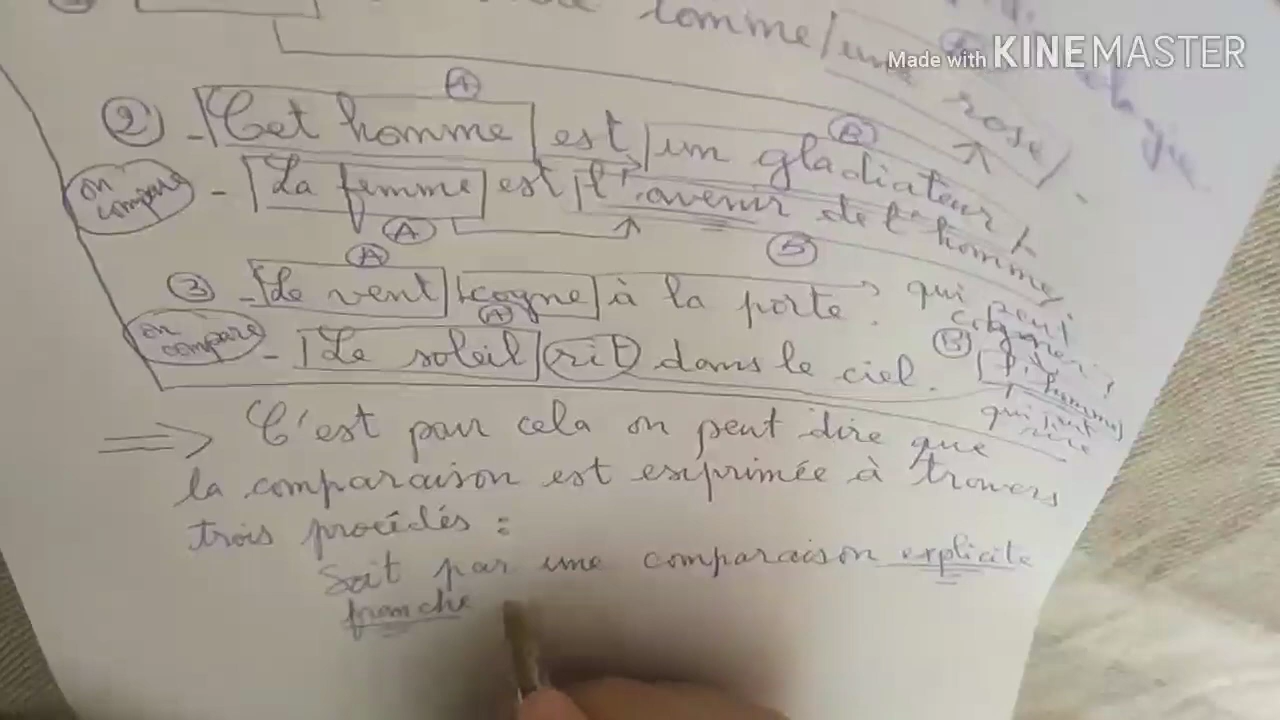 comme / une rose / .
Made with KINEMASTER
A B
② - Cet homme est un gladiateur
on compare - La femme est l'avenir de l'homme
A B
A
③ - Le vent cogne à la porte. qui peut cogner ?
A B
on compare - Le soleil rit dans le ciel. l'homme
qui peut rire
⇒ C'est pour cela on peut dire que
la comparaison est exprimée à travers
trois procédés :
Soit par une comparaison explicite
franche